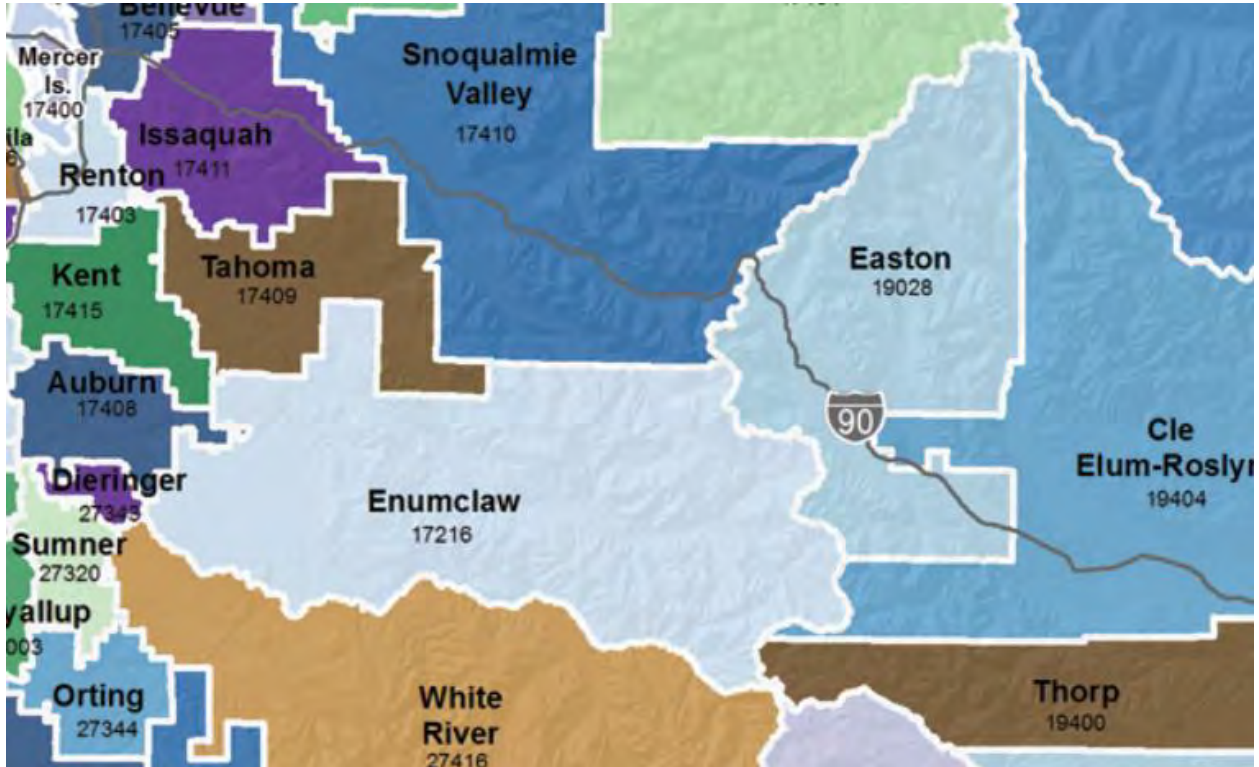 Bellevue
17405
Mercer
Is.
17400
Snoqualmie
Valley
17410
Issaquah
17411
Renton
17403
Kent
17415
Tahoma
17409
Easton
19028
Auburn
17408
90
Cle
Elum-Roslyn
19404
Dieringer
27343
Enumclaw
17216
Sumner
27320
yallup
003
Orting
27344
White
River
27416
Thorp
19400